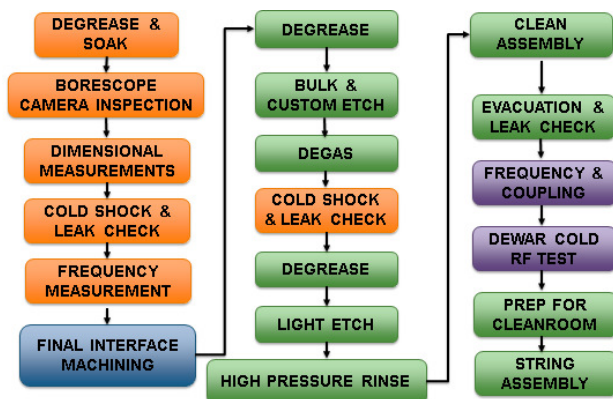 DEGREASE &
SOAK
BORESCOPE
CAMERA INSPECTION
DIMENSIONAL
MEASUREMENTS
COLD SHOCK &
LEAK CHECK
FREQUENCY
MEASUREMENT
FINAL INTERFACE
MACHINING
DEGREASE
BULK &
CUSTOM ETCH
DEGAS
COLD SHOCK
& LEAK CHECK
DEGREASE
LIGHT ETCH
HIGH PRESSURE RINSE
CLEAN
ASSEMBLY
EVACUATION &
LEAK CHECK
FREQUENCY &
COUPLING
DEWAR COLD
RF TEST
PREP FOR
CLEANROOM
STRING
ASSEMBLY